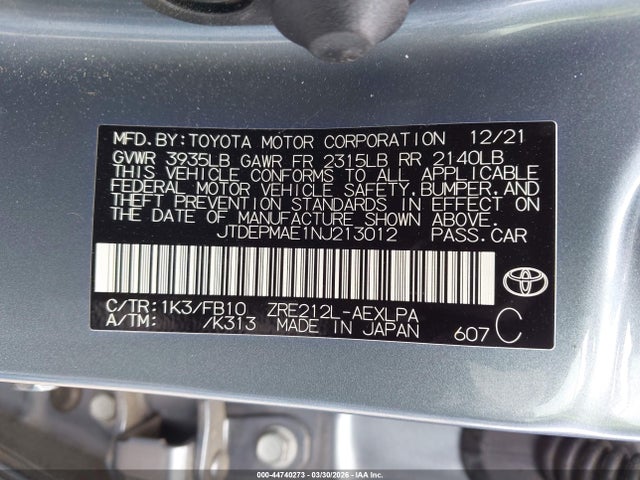 MFD.BY:TOYOTA MOTOR CORPORATION 12/21
GVWR 3935LB GAWR FR 2315LB RR 2140LB
THIS VEHICLE CONFORMS TO ALL APPLICABLE
FEDERAL MOTOR VEHICLE SAFETY, BUMPER, AND
THEFT PREVENTION STANDARDS IN EFFECT ON
THE DATE OF MANUFACTURE SHOWN ABOVE.
JTDEPMAE1NJ213012 PASS.CAR
C/TR: 1K3/FB10 ZRE212L-AEXLPA
A/TM: /K313 MADE IN JAPAN 607 C
000-44740273 — 03/30/2026 — IAAI.COM